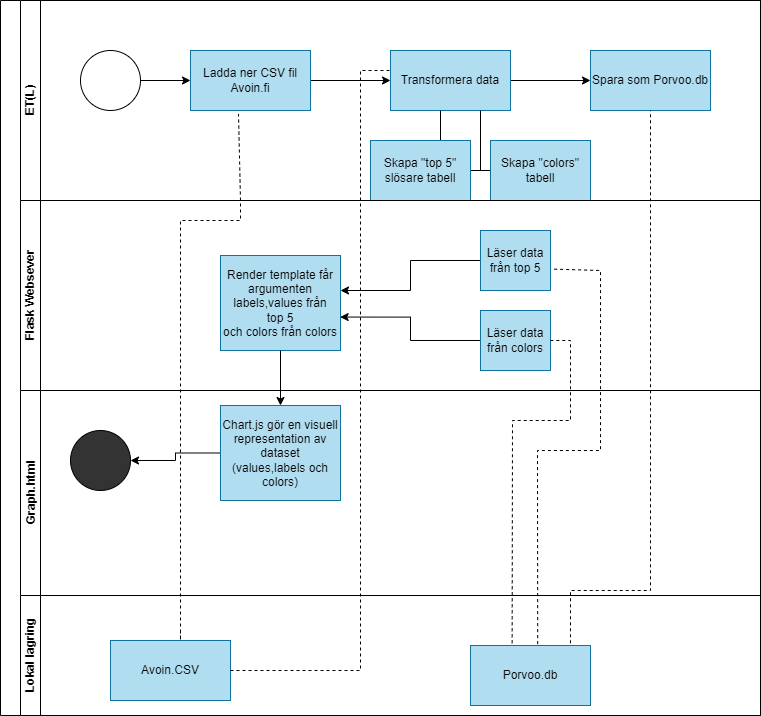 ET(L)
Ladda ner CSV fil
Avoin.fi
Transformera data
Spara som Porvoo.db
Skapa "top 5"
slösare tabell
Skapa "colors"
tabell
Flask Websever
Render template får
argumenten
labels,values från
top 5
och colors från colors
Läser data
från top 5
Läser data
från colors
Graph.html
Chart.js gör en visuell
representation av
dataset
(values,labels och
colors)
Lokal lagring
Avoin.CSV
Porvoo.db